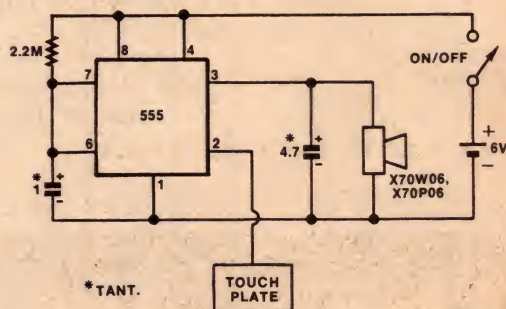 2.2M
8
4
ON/OFF
7
3
555
* 4.7 +
-
6
2
* 1 +
-
1
X70W06,
X70P06
+
6V
-
*TANT.
TOUCH
PLATE